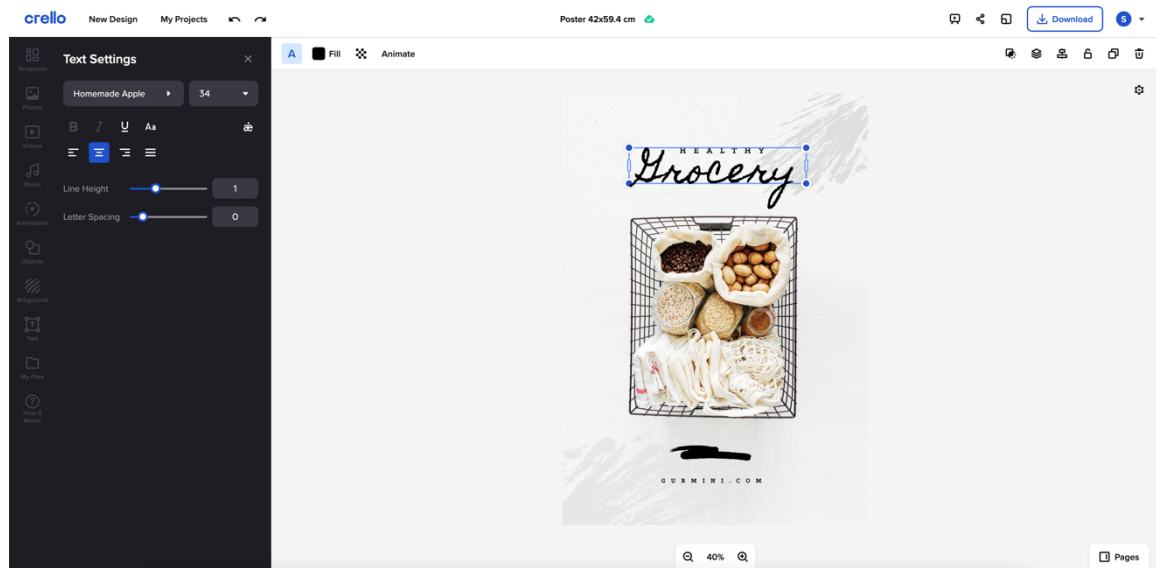 crello
New Design
My Projects
Poster 42x59.4 cm
Download
S
Templates
Photos
Videos
Music
Animations
Objects
Bkground
Text
My Files
How It
Works
Text Settings
Homemade Apple
34
B I U Aa á́e
Line Height
1
Letter Spacing
0
A
Fill
Animate
HEALTHY
Grocery
GURMINI.COM
40%
Pages